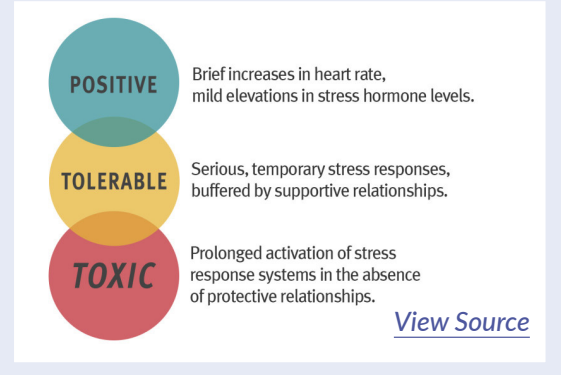 POSITIVE
Brief increases in heart rate,
mild elevations in stress hormone levels.
TOLERABLE
Serious, temporary stress responses,
buffered by supportive relationships.
TOXIC
Prolonged activation of stress
response systems in the absence
of protective relationships.
View Source